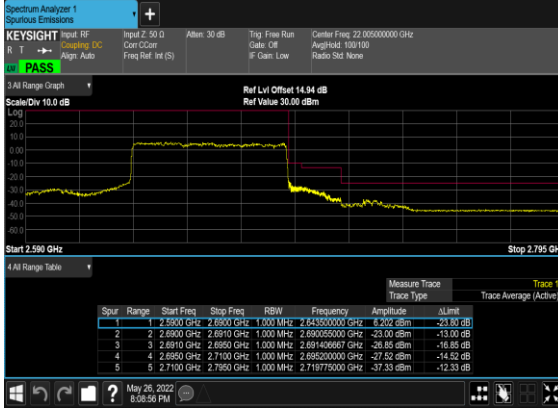 Spectrum Analyzer 1
Spurious Emissions
+
KEYSIGHT Input: RF Input Z: 50 Ω Atten: 30 dB Trig: Free Run Center Freq: 22.005000000 GHz
R T Coupling: DC Corr CCorr Gate: Off Avg|Hold: 100/100
Align: Auto Freq Ref: Int (S) IF Gain: Low Radio Std: None
LXI PASS
3 All Range Graph
Ref Lvl Offset 14.94 dB
Scale/Div 10.0 dB Ref Value 30.00 dBm
Log
20.0
10.0
0.00
-10.0
-20.0
-30.0
-40.0
-50.0
-60.0
Start 2.590 GHz Stop 2.795 GH
4 All Range Table
Measure Trace Trace 1
Trace Type Trace Average (Active)
Spur Range Start Freq Stop Freq RBW Frequency Amplitude ΔLimit
1 1 2.5900 GHz 2.6900 GHz 1.000 MHz 2.643500000 GHz 6.202 dBm -23.80 dB
2 2 2.6900 GHz 2.6910 GHz 1.000 MHz 2.690055000 GHz -23.00 dBm -13.00 dB
3 3 2.6910 GHz 2.6950 GHz 1.000 MHz 2.691406667 GHz -26.85 dBm -16.85 dB
4 4 2.6950 GHz 2.7100 GHz 1.000 MHz 2.695200000 GHz -27.52 dBm -14.52 dB
5 5 2.7100 GHz 2.7950 GHz 1.000 MHz 2.719775000 GHz -37.33 dBm -12.33 dB
? May 26, 2022
8:08:56 PM